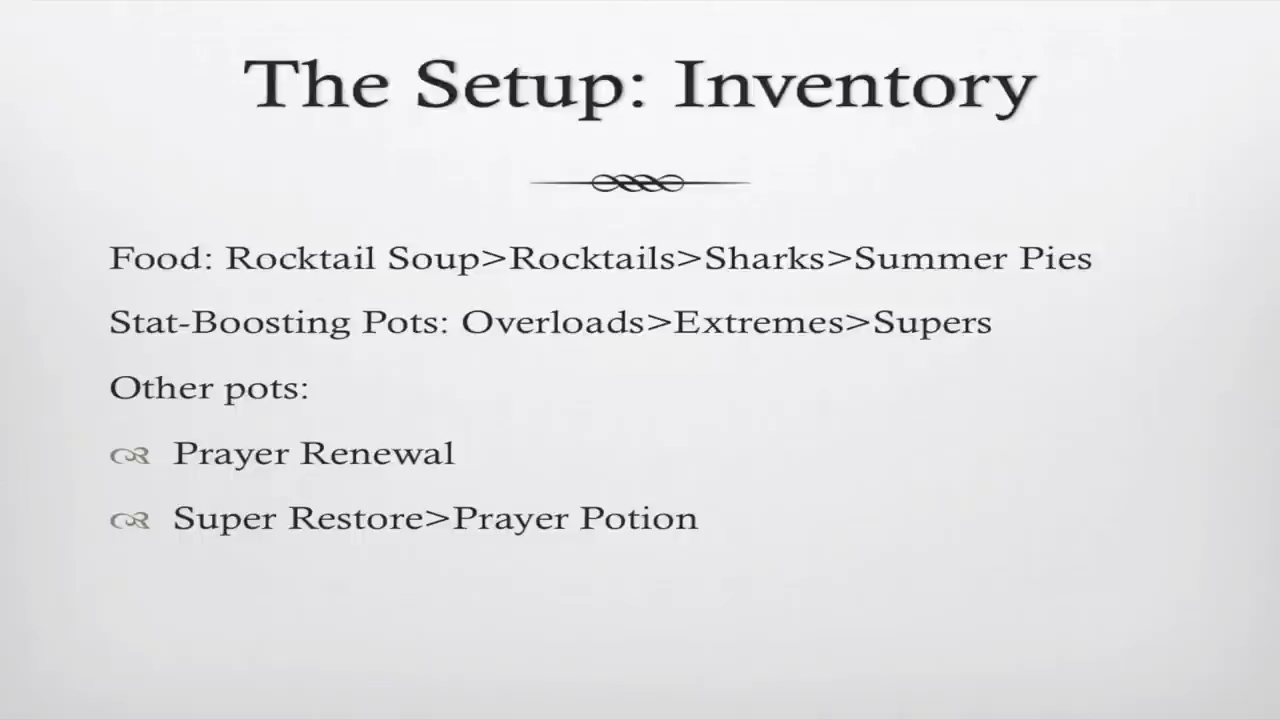 The Setup: Inventory
Food: Rocktail Soup>Rocktails>Sharks>Summer Pies
Stat-Boosting Pots: Overloads>Extremes>Supers
Other pots:
Prayer Renewal
Super Restore>Prayer Potion